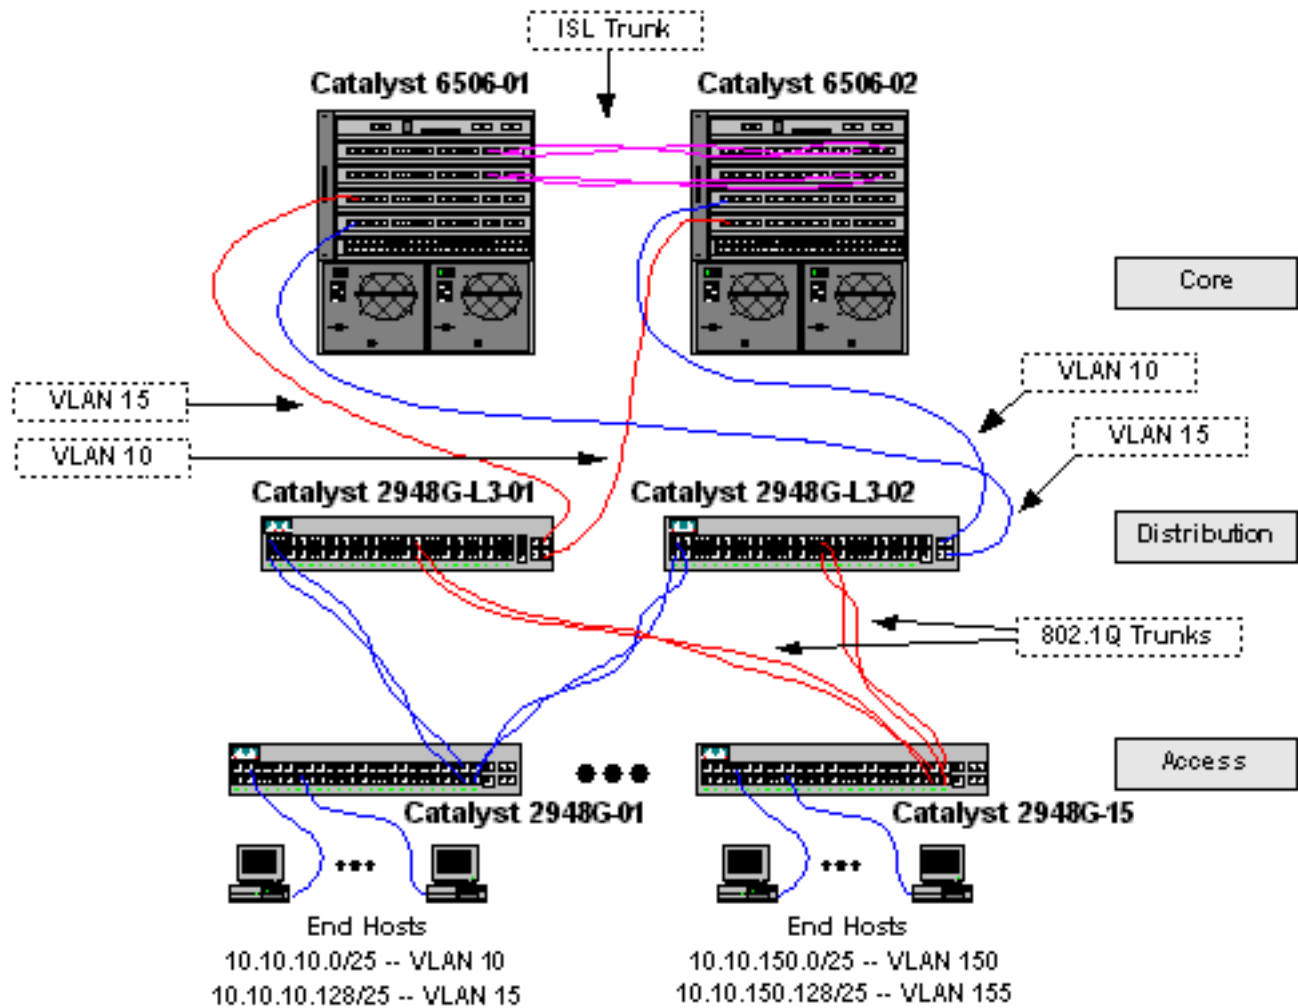 ISL Trunk
Catalyst 6506-01
Catalyst 6506-02
Core
VLAN 10
VLAN 15
VLAN 15
VLAN 10
Catalyst 2948G-L3-01
Catalyst 2948G-L3-02
Distribution
802.1Q Trunks
Access
Catalyst 2948G-01
Catalyst 2948G-15
End Hosts
10.10.10.0/25 -- VLAN 10
10.10.10.128/25 -- VLAN 15
End Hosts
10.10.150.0/25 -- VLAN 150
10.10.150.128/25 -- VLAN 155